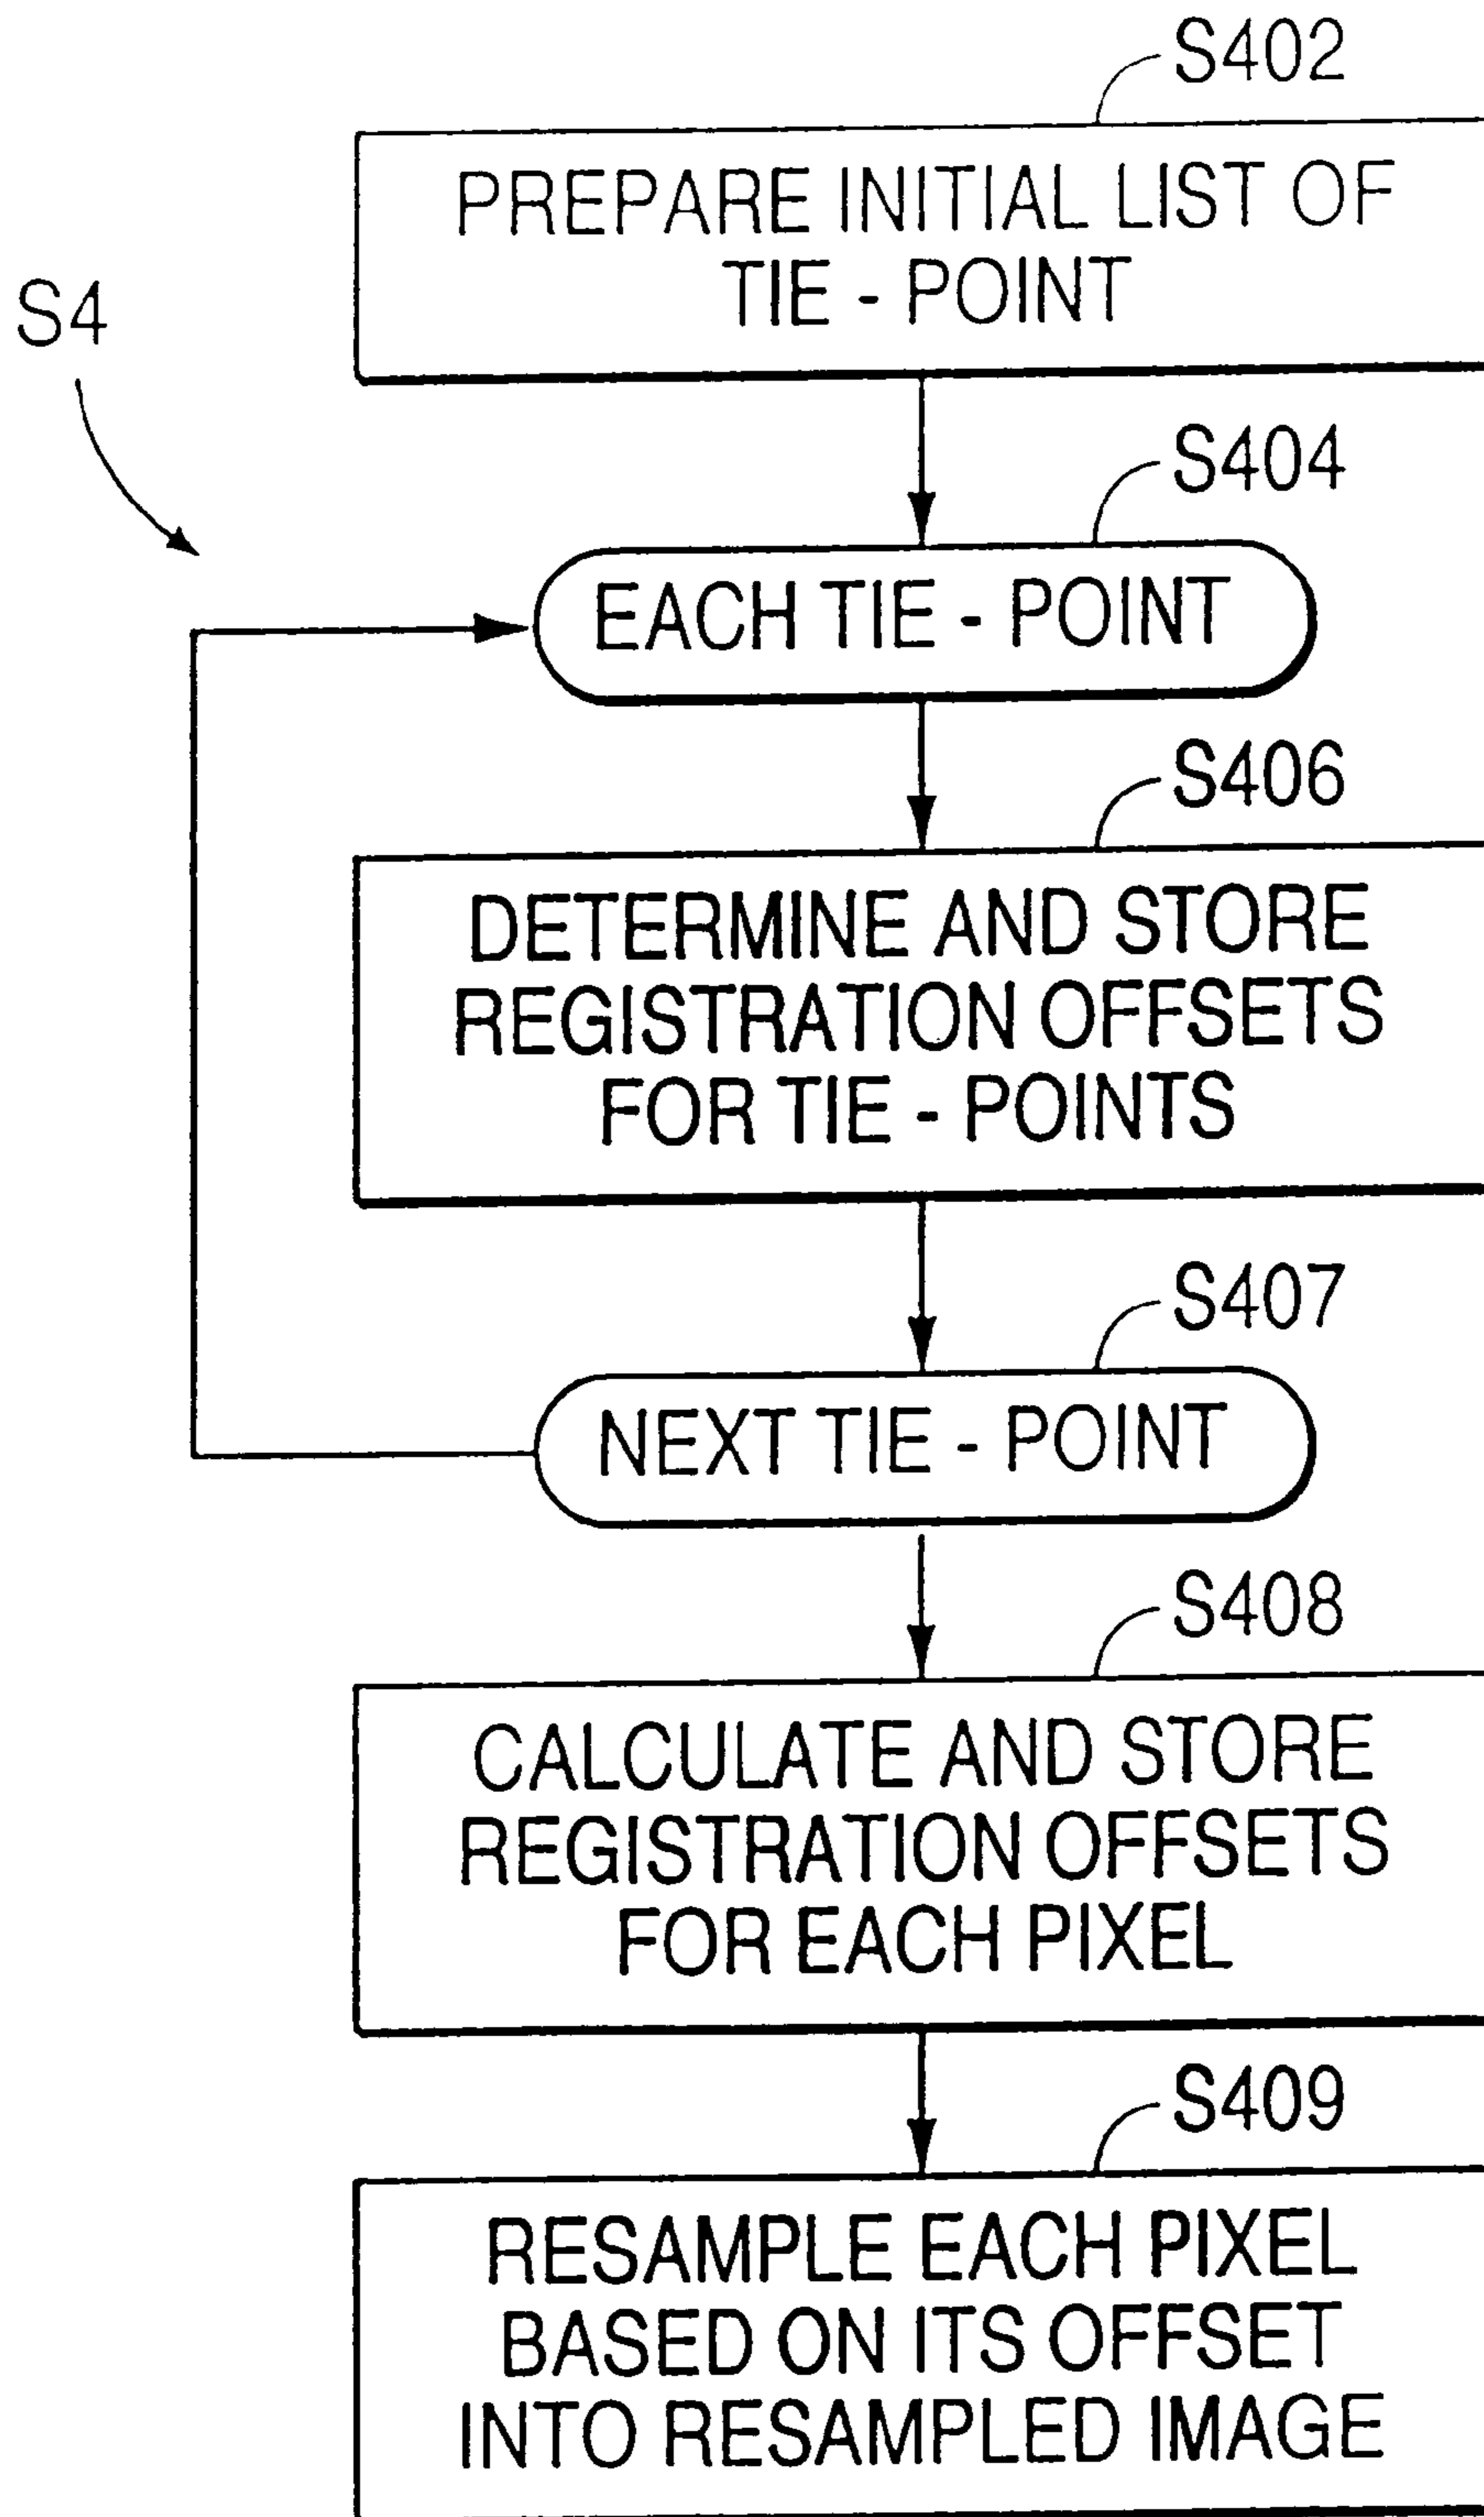 S402
PREPARE INITIAL LIST OF
TIE - POINT
S4
S404
EACH TIE - POINT
S406
DETERMINE AND STORE
REGISTRATION OFFSETS
FOR TIE - POINTS
S407
NEXT TIE - POINT
S408
CALCULATE AND STORE
REGISTRATION OFFSETS
FOR EACH PIXEL
S409
RESAMPLE EACH PIXEL
BASED ON ITS OFFSET
INTO RESAMPLED IMAGE